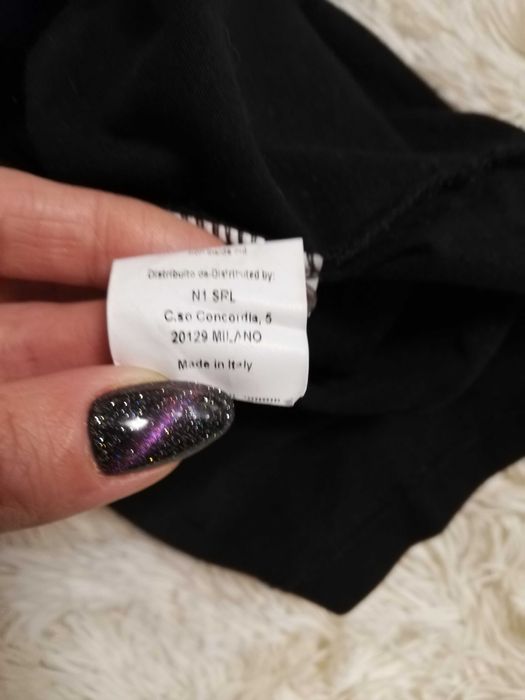 Distribuito da-Distributed by:
N1 SRL
C.so Concordia, 5
20129 MILANO
Made in Italy